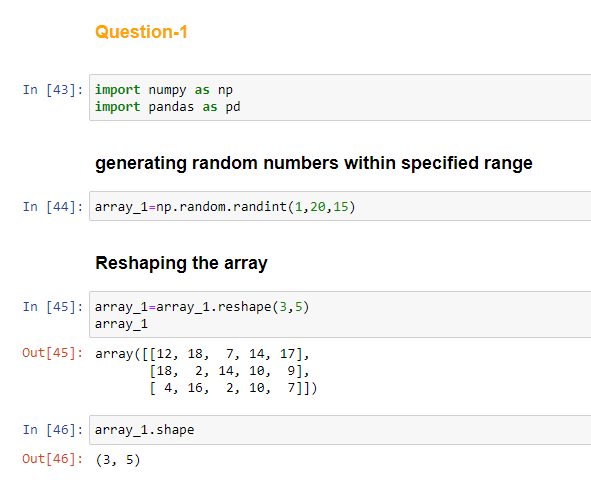 Question-1
In [43]: import numpy as np
import pandas as pd
generating random numbers within specified range
In [44]: array_1=np.random.randint(1,20,15)
Reshaping the array
In [45]: array_1=array_1.reshape(3,5)
array_1
Out[45]: array([[12, 18,  7, 14, 17],
       [18,  2, 14, 10,  9],
       [ 4, 16,  2, 10,  7]])
In [46]: array_1.shape
Out[46]: (3, 5)